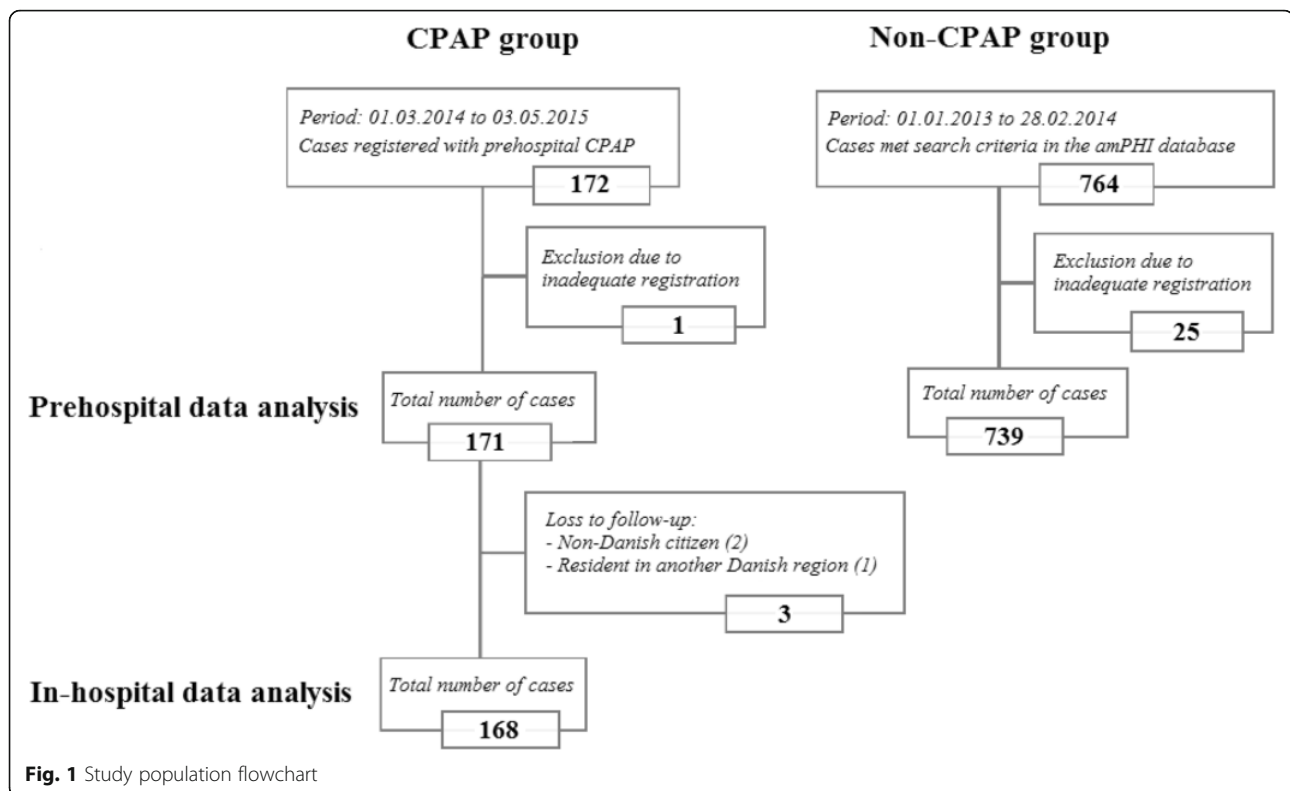 CPAP group
Non-CPAP group
Period: 01.03.2014 to 03.05.2015
Cases registered with prehospital CPAP
172
Period: 01.01.2013 to 28.02.2014
Cases met search criteria in the amPHI database
764
Exclusion due to
inadequate registration
1
Exclusion due to
inadequate registration
25
Prehospital data analysis
Total number of cases
171
Total number of cases
739
Loss to follow-up:
- Non-Danish citizen (2)
- Resident in another Danish region (1)
3
In-hospital data analysis
Total number of cases
168
Fig. 1 Study population flowchart